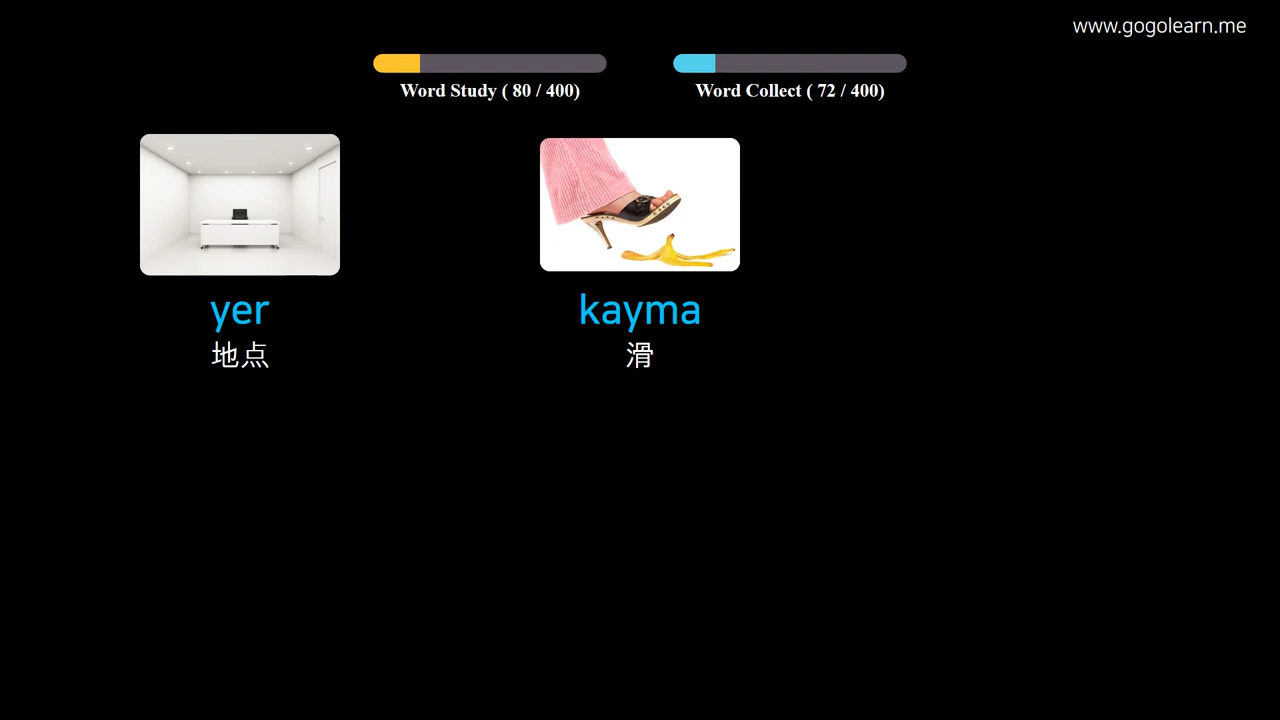 www.gogolearn.me
Word Study ( 80 / 400)
Word Collect ( 72 / 400)
yer
地点
kayma
滑